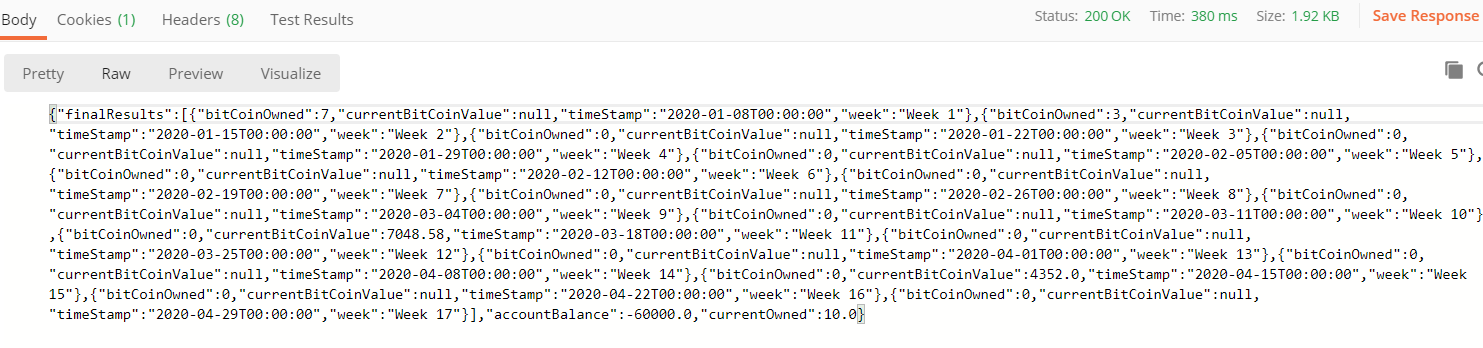 Body Cookies (1) Headers (8) Test Results Status: 200 OK Time: 380 ms Size: 1.92 KB Save Response
Pretty Raw Preview Visualize
{"finalResults":[{"bitCoinOwned":7,"currentBitCoinValue":null,"timeStamp":"2020-01-08T00:00:00","week":"Week 1"},{"bitCoinOwned":3,"currentBitCoinValue":null,
"timeStamp":"2020-01-15T00:00:00","week":"Week 2"},{"bitCoinOwned":0,"currentBitCoinValue":null,"timeStamp":"2020-01-22T00:00:00","week":"Week 3"},{"bitCoinOwned":0,
"currentBitCoinValue":null,"timeStamp":"2020-01-29T00:00:00","week":"Week 4"},{"bitCoinOwned":0,"currentBitCoinValue":null,"timeStamp":"2020-02-05T00:00:00","week":"Week 5"},
{"bitCoinOwned":0,"currentBitCoinValue":null,"timeStamp":"2020-02-12T00:00:00","week":"Week 6"},{"bitCoinOwned":0,"currentBitCoinValue":null,
"timeStamp":"2020-02-19T00:00:00","week":"Week 7"},{"bitCoinOwned":0,"currentBitCoinValue":null,"timeStamp":"2020-02-26T00:00:00","week":"Week 8"},{"bitCoinOwned":0,
"currentBitCoinValue":null,"timeStamp":"2020-03-04T00:00:00","week":"Week 9"},{"bitCoinOwned":0,"currentBitCoinValue":null,"timeStamp":"2020-03-11T00:00:00","week":"Week 10"}
,{"bitCoinOwned":0,"currentBitCoinValue":7048.58,"timeStamp":"2020-03-18T00:00:00","week":"Week 11"},{"bitCoinOwned":0,"currentBitCoinValue":null,
"timeStamp":"2020-03-25T00:00:00","week":"Week 12"},{"bitCoinOwned":0,"currentBitCoinValue":null,"timeStamp":"2020-04-01T00:00:00","week":"Week 13"},{"bitCoinOwned":0,
"currentBitCoinValue":null,"timeStamp":"2020-04-08T00:00:00","week":"Week 14"},{"bitCoinOwned":0,"currentBitCoinValue":4352.0,"timeStamp":"2020-04-15T00:00:00","week":"Week
15"},{"bitCoinOwned":0,"currentBitCoinValue":null,"timeStamp":"2020-04-22T00:00:00","week":"Week 16"},{"bitCoinOwned":0,"currentBitCoinValue":null,
"timeStamp":"2020-04-29T00:00:00","week":"Week 17"}],"accountBalance":-60000.0,"currentOwned":10.0}